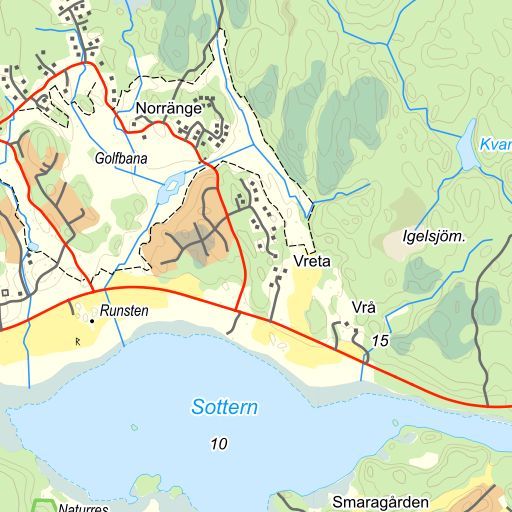 Norränge
Kvar
Golfbana
Igelsjöm.
Vreta
Runsten
Vrå
15
R
Sottern
10
Smaragården
Naturres